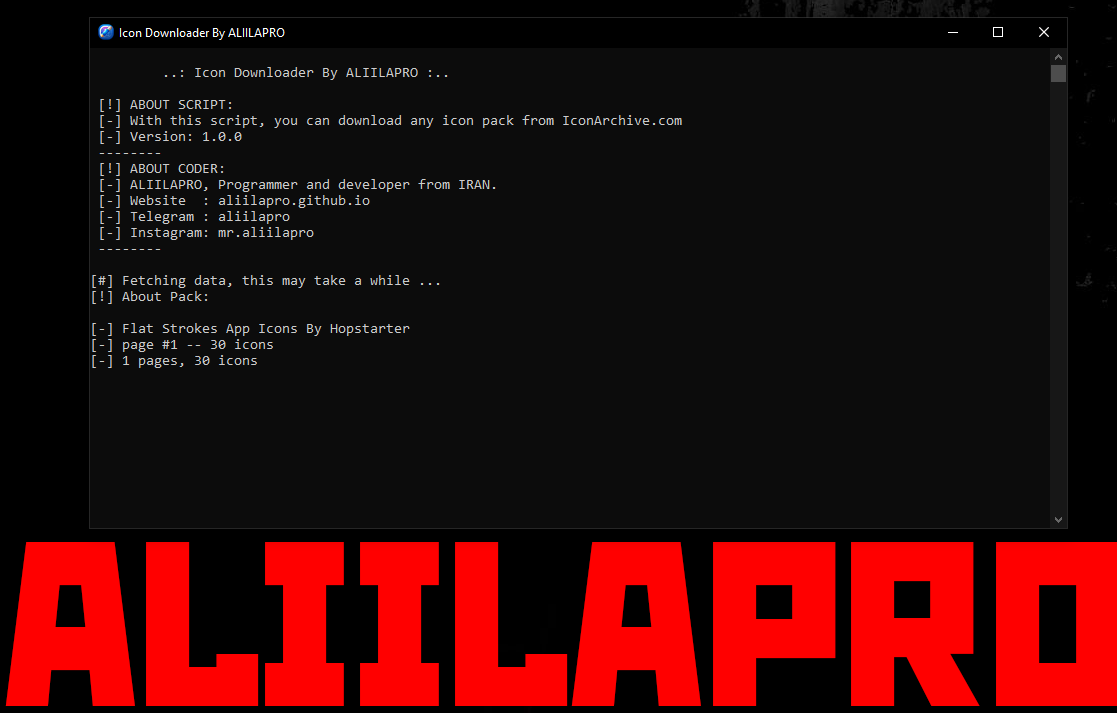 Icon Downloader By ALIILAPRO
..: Icon Downloader By ALIILAPRO :..
[!] ABOUT SCRIPT:
[-] With this script, you can download any icon pack from IconArchive.com
[-] Version: 1.0.0
--------
[!] ABOUT CODER:
[-] ALIILAPRO, Programmer and developer from IRAN.
[-] Website  : aliilapro.github.io
[-] Telegram : aliilapro
[-] Instagram: mr.aliilapro
--------
[#] Fetching data, this may take a while ...
[!] About Pack:
[-] Flat Strokes App Icons By Hopstarter
[-] page #1 -- 30 icons
[-] 1 pages, 30 icons
ALIILAPRO